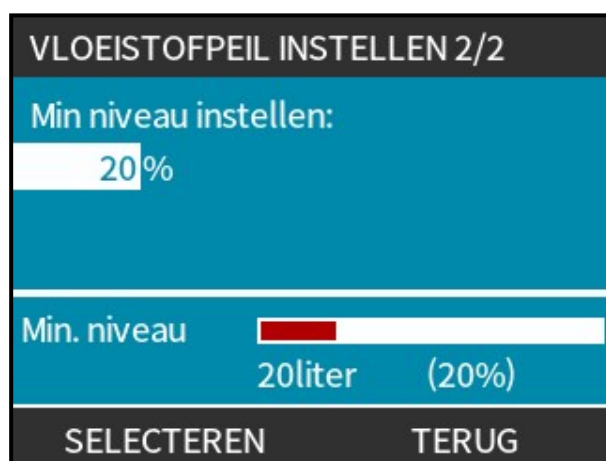 VLOEISTOFPEIL INSTELLEN 2/2
Min niveau instellen:
20%
Min. niveau
20liter (20%)
SELECTEREN TERUG